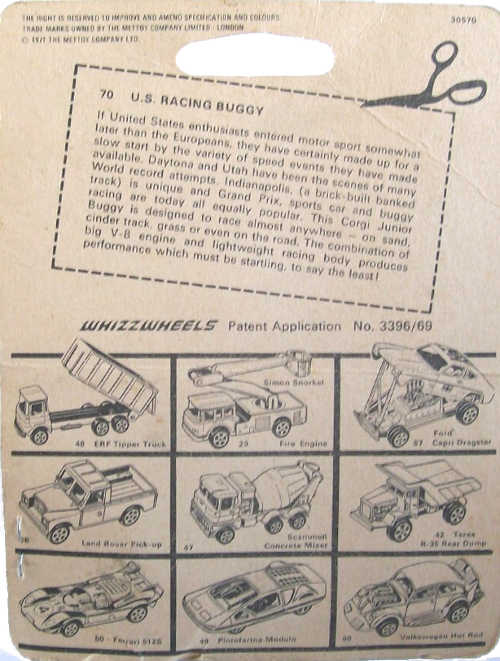 THE RIGHT IS RESERVED TO IMPROVE AND AMEND SPECIFICATION AND COLOURS
TRADE MARKS OWNED BY THE METTOY COMPANY LIMITED · LONDON
© 1971 THE METTOY COMPANY LTD.
30570
70 U.S. RACING BUGGY
If United States enthusiasts entered motor sport somewhat
later than the Europeans, they have certainly made up for a
slow start by the variety of speed events they have made
available. Daytona and Utah have been the scenes of many
World record attempts. Indianapolis, (a brick-built banked
track) is unique and Grand Prix, sports car and buggy
racing are today all equally popular. This Corgi Junior
Buggy is designed to race almost anywhere – on sand,
cinder track, grass or even on the road. The combination of
big V-8 engine and lightweight racing body produces
performance which must be startling, to say the least!
WHIZZWHEELS Patent Application No. 3396/69
48 ERF Tipper Truck
Simon Snorkel
29 Fire Engine
Ford
57 Capri Dragster
Land Rover Pick-up
47 Scammell
Concrete Mixer
42 Terex
R-35 Rear Dump
50 - Ferrari 512S
49 Pininfarina Modulo
60 Volkswagen Hot Rod